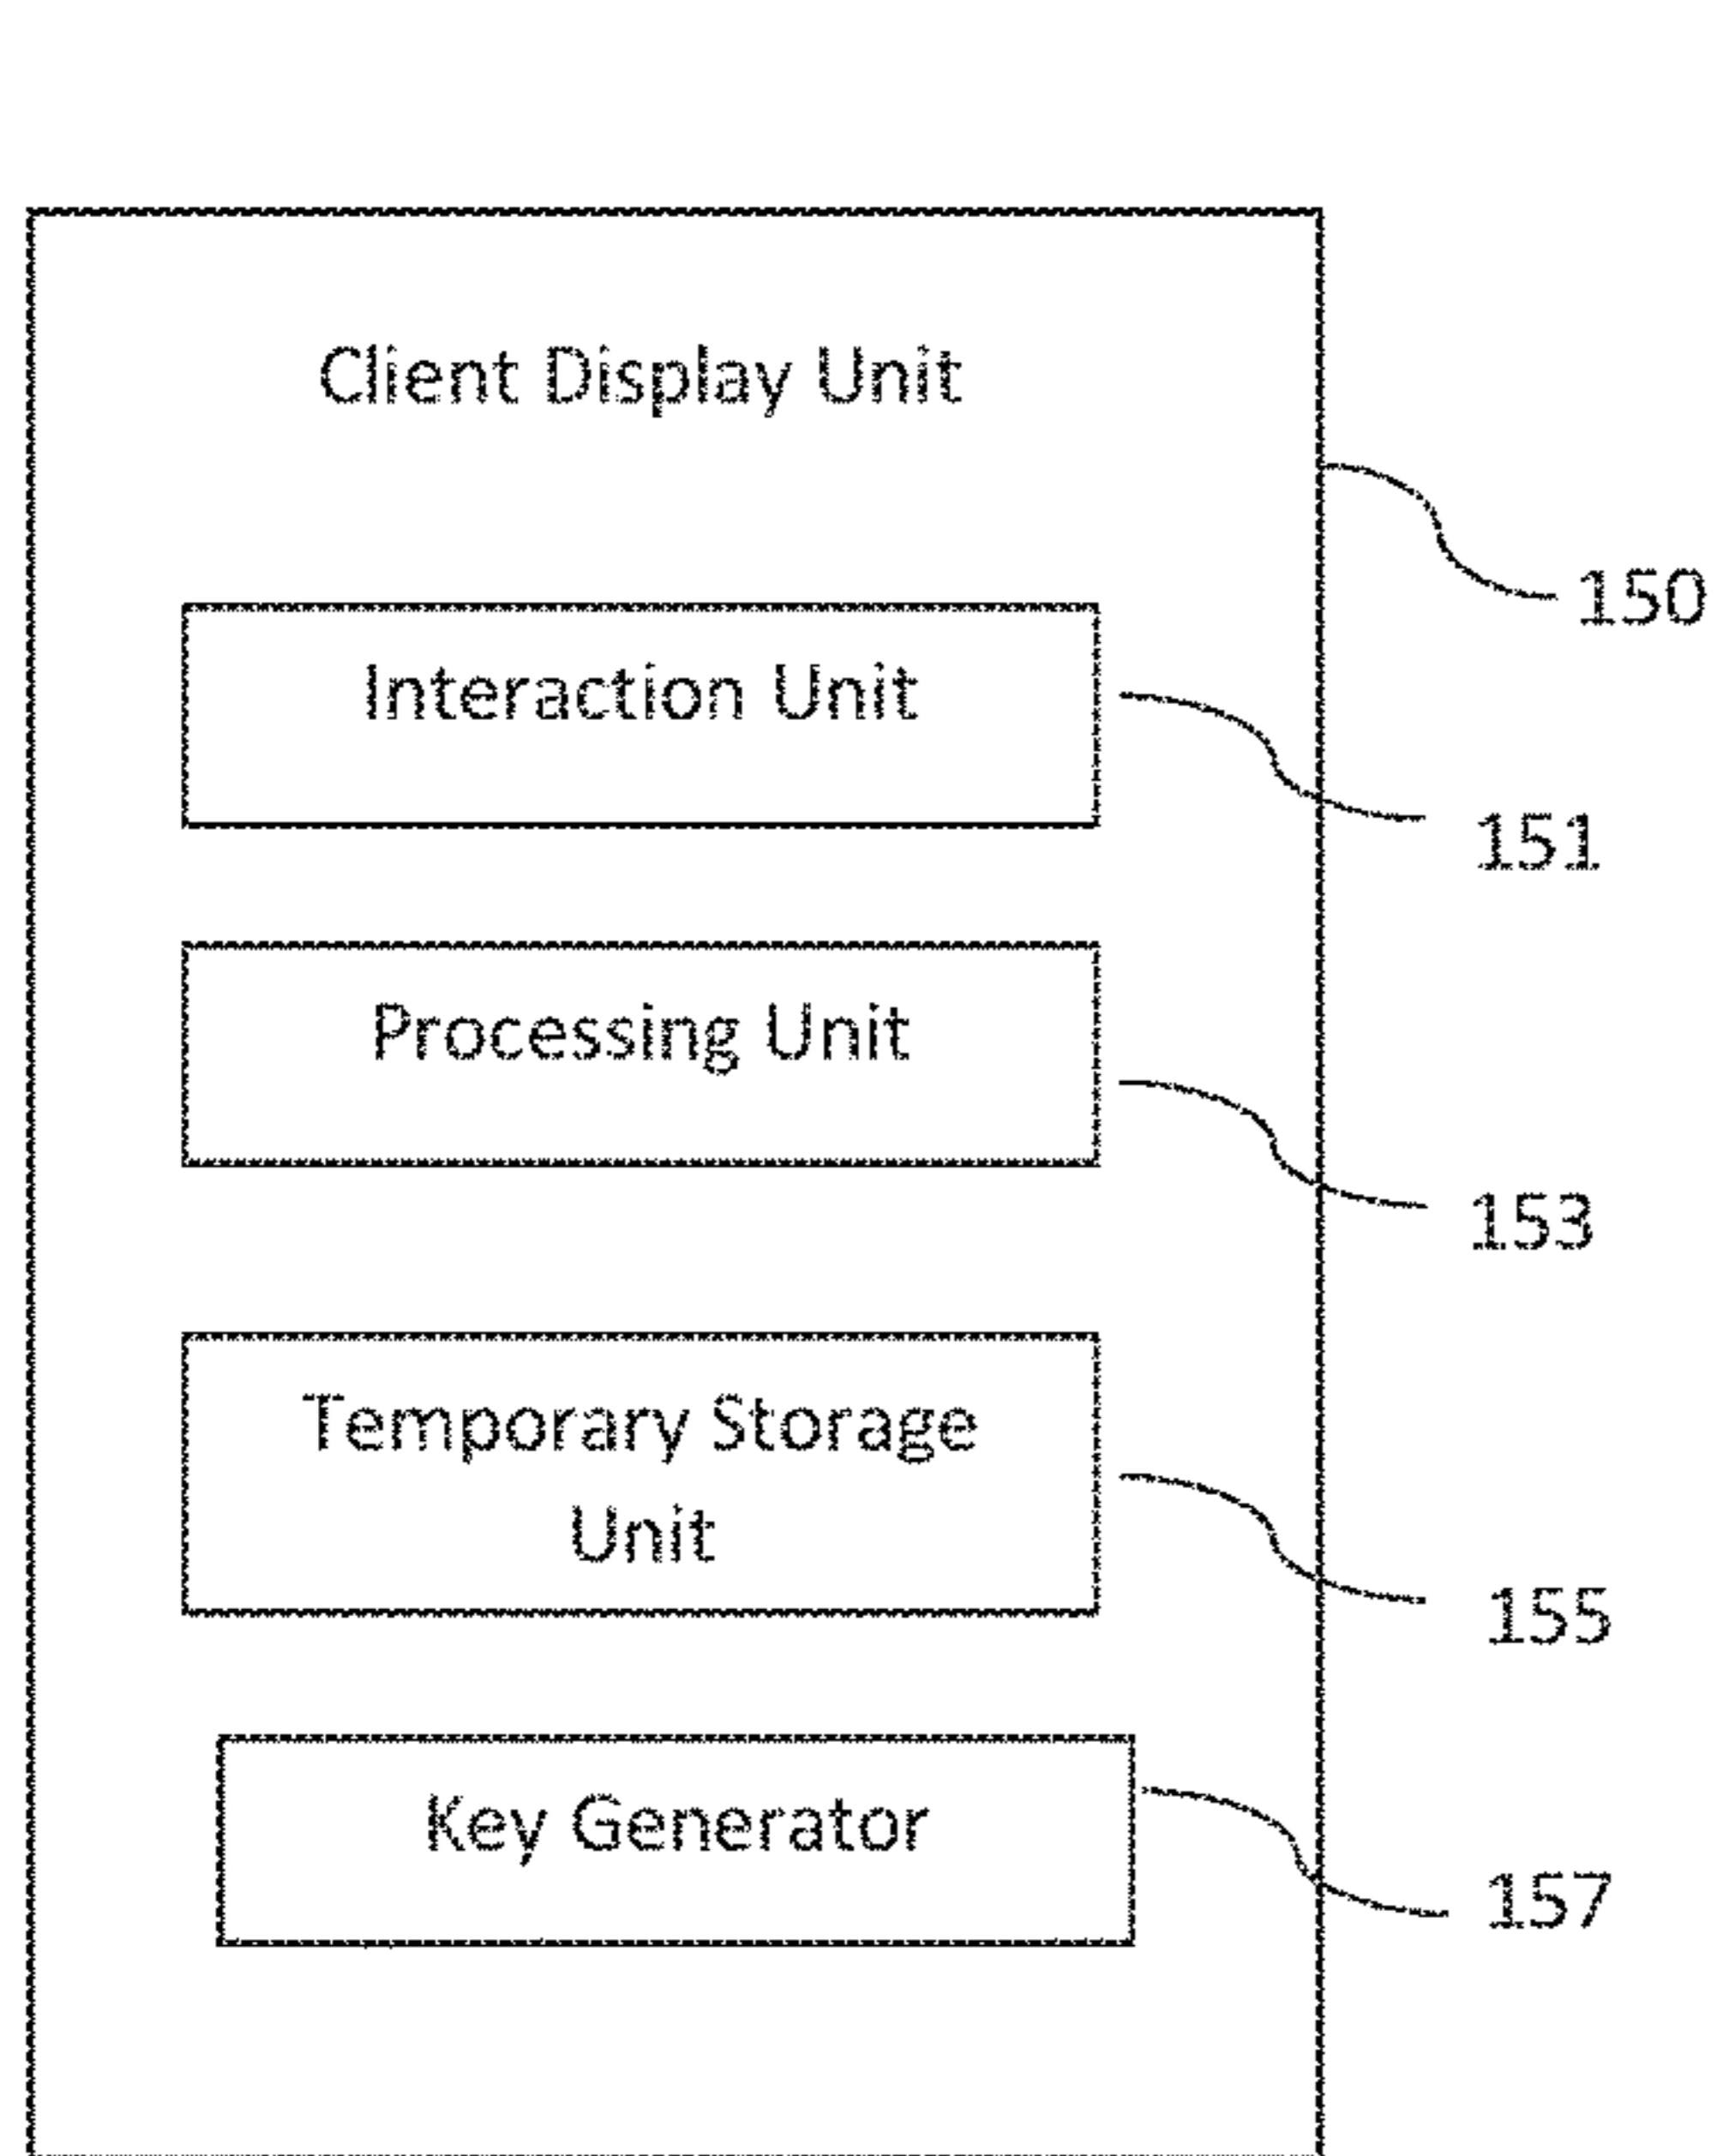 Client Display Unit
150
Interaction Unit
151
Processing Unit
153
Temporary Storage
Unit
155
Key Generator
157